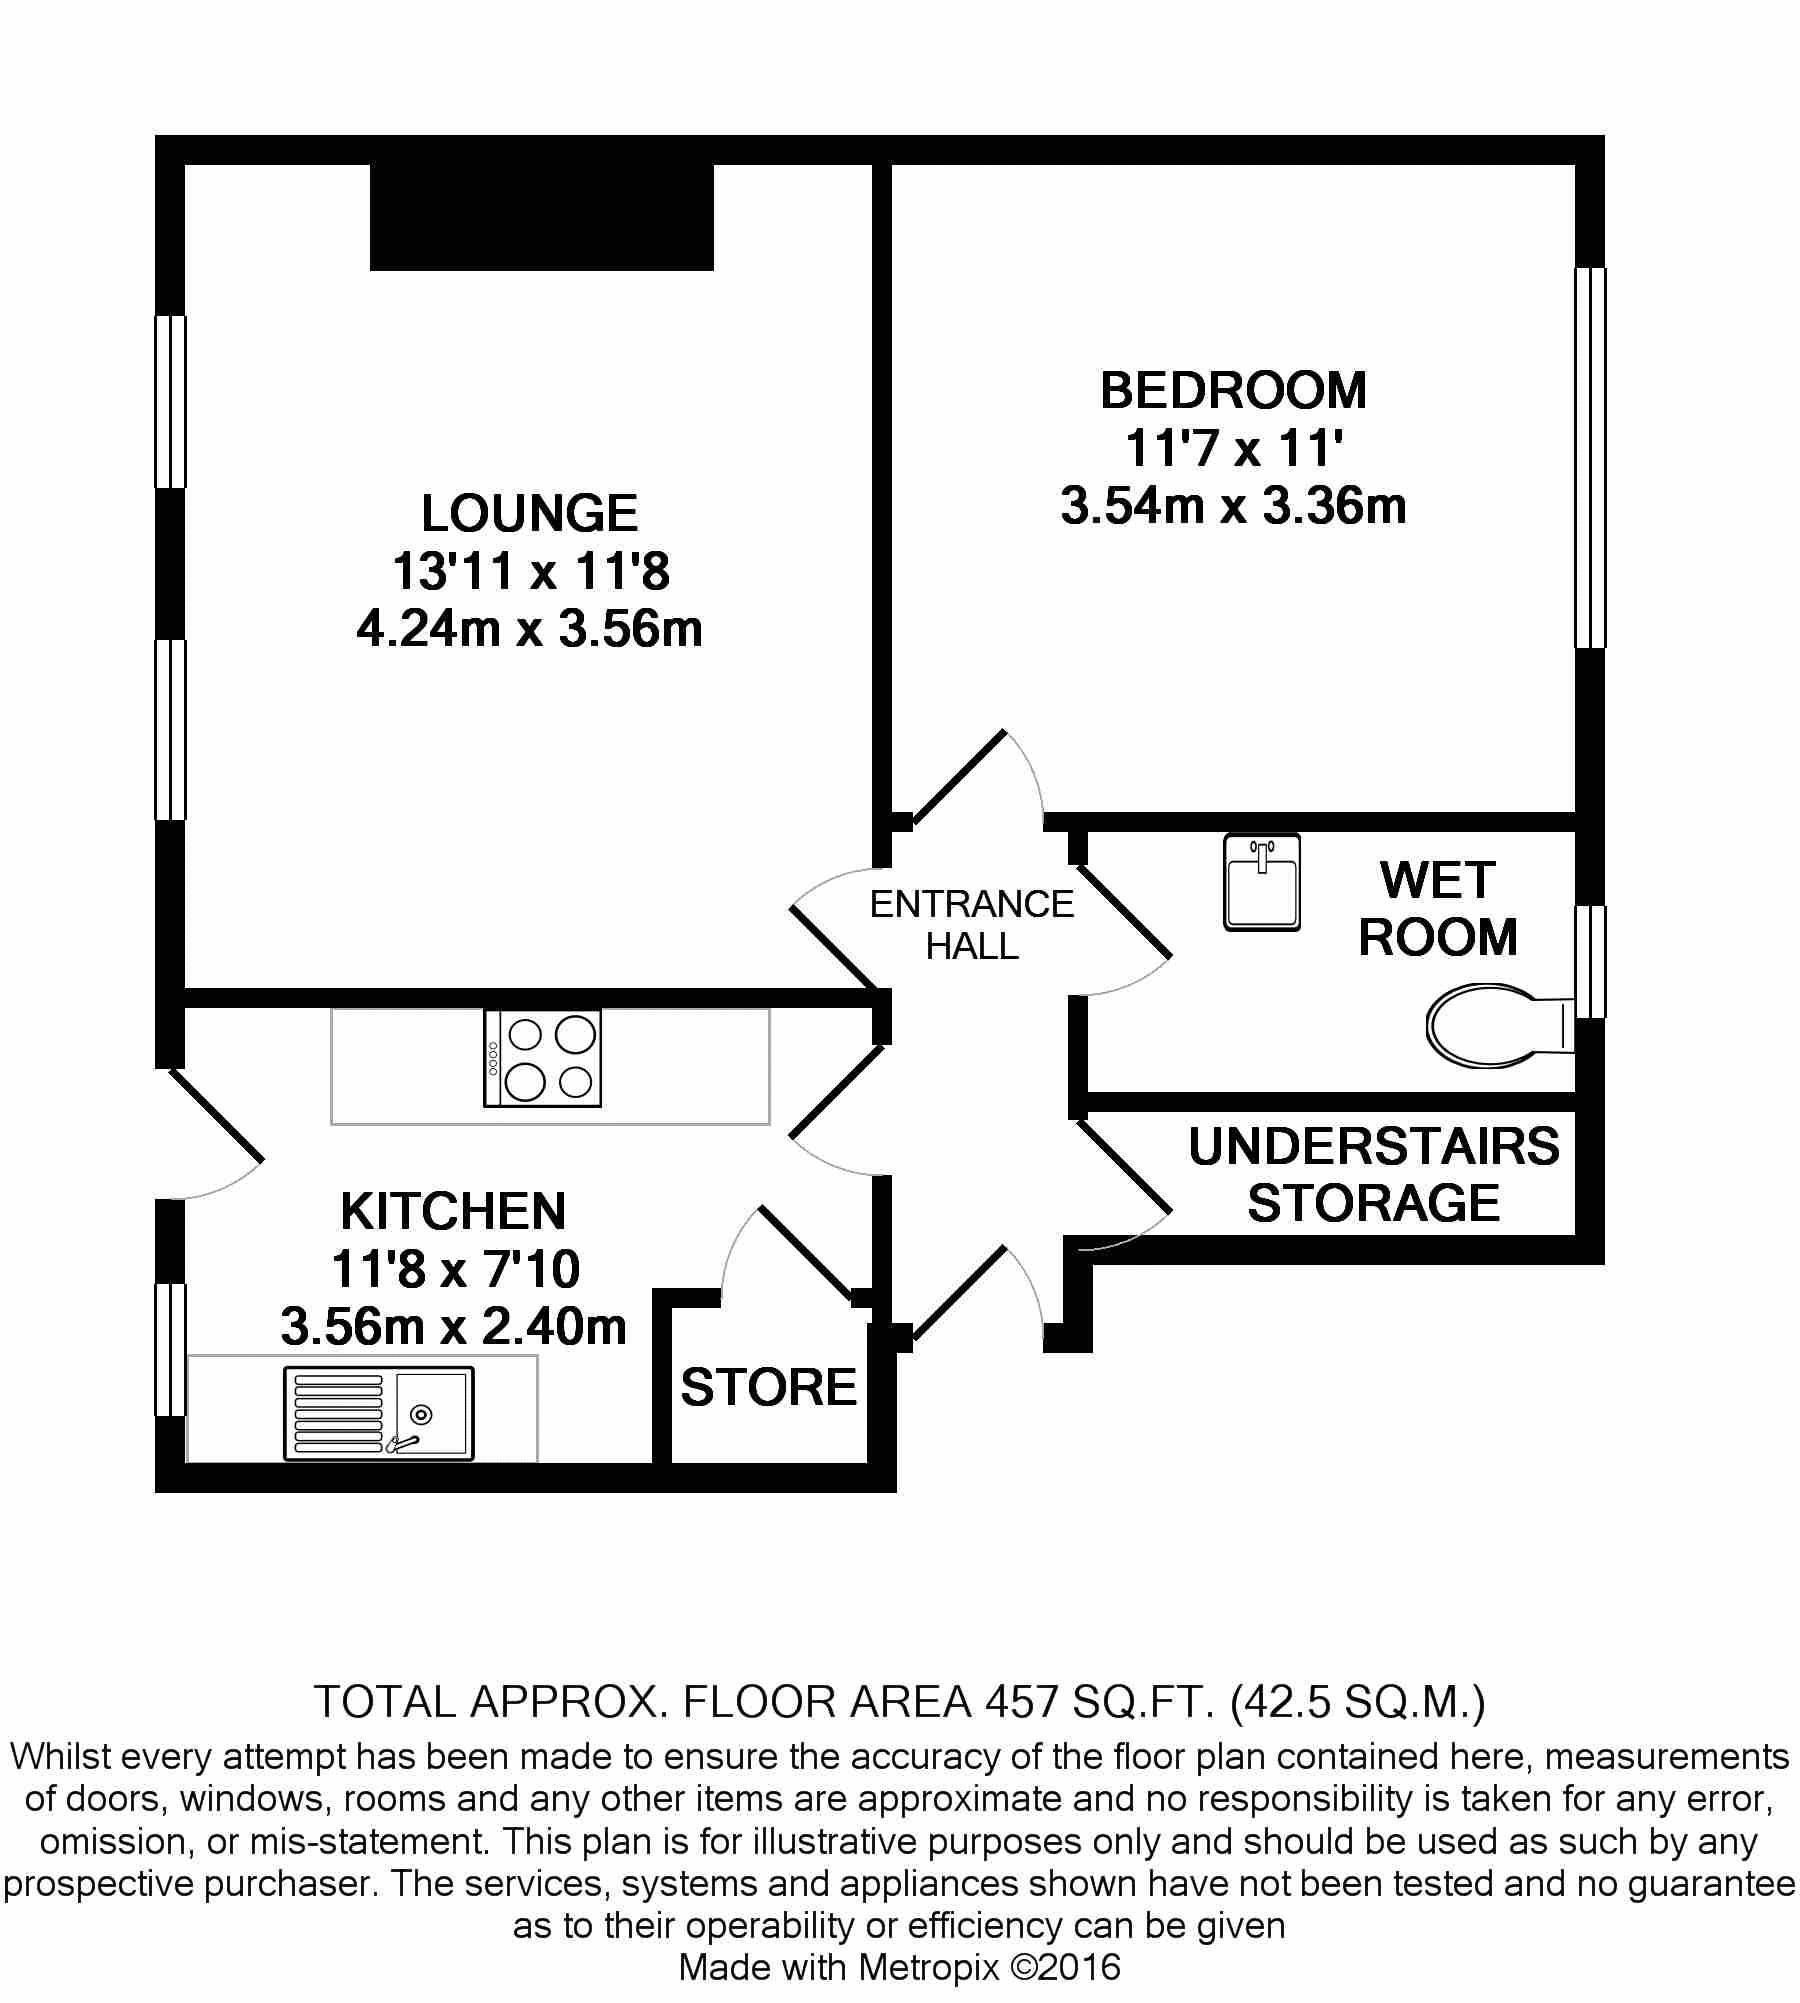 BEDROOM
11'7 x 11'
3.54m x 3.36m
LOUNGE
13'11 x 11'8
4.24m x 3.56m
ENTRANCE
HALL
WET
ROOM
UNDERSTAIRS
STORAGE
KITCHEN
11'8 x 7'10
3.56m x 2.40m
STORE
TOTAL APPROX. FLOOR AREA 457 SQ.FT. (42.5 SQ.M.)
Whilst every attempt has been made to ensure the accuracy of the floor plan contained here, measurements
of doors, windows, rooms and any other items are approximate and no responsibility is taken for any error,
omission, or mis-statement. This plan is for illustrative purposes only and should be used as such by any
prospective purchaser. The services, systems and appliances shown have not been tested and no guarantee
as to their operability or efficiency can be given
Made with Metropix ©2016